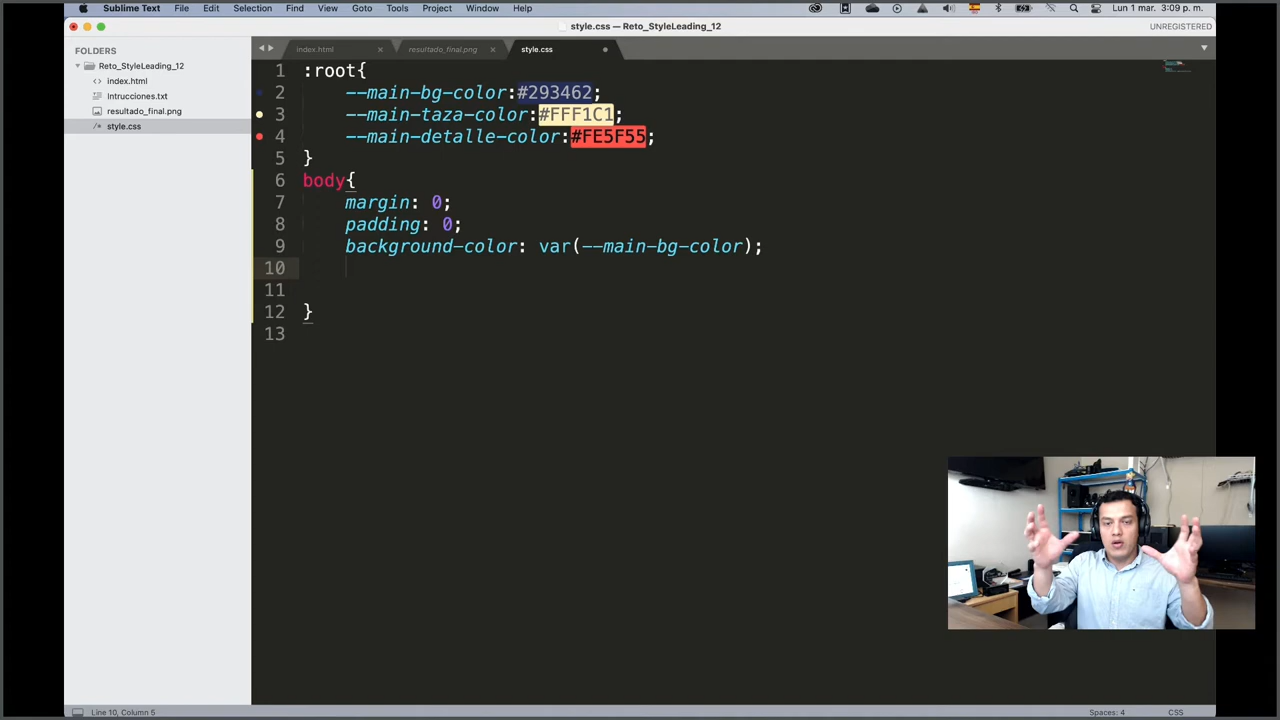 Sublime Text File Edit Selection Find View Goto Tools Project Window Help Lun 1 mar. 3:09 p. m.
style.css — Reto_StyleLeading_12 UNREGISTERED
FOLDERS
Reto_StyleLeading_12
index.html
Intrucciones.txt
resultado_final.png
style.css
index.html resultado_final.png style.css
1 :root{
2 --main-bg-color:#293462;
3 --main-taza-color:#FFF1C1;
4 --main-detalle-color:#FE5F55;
5 }
6 body{
7 margin: 0;
8 padding: 0;
9 background-color: var(--main-bg-color);
10
11
12 }
13
Line 10, Column 5 Spaces: 4 CSS